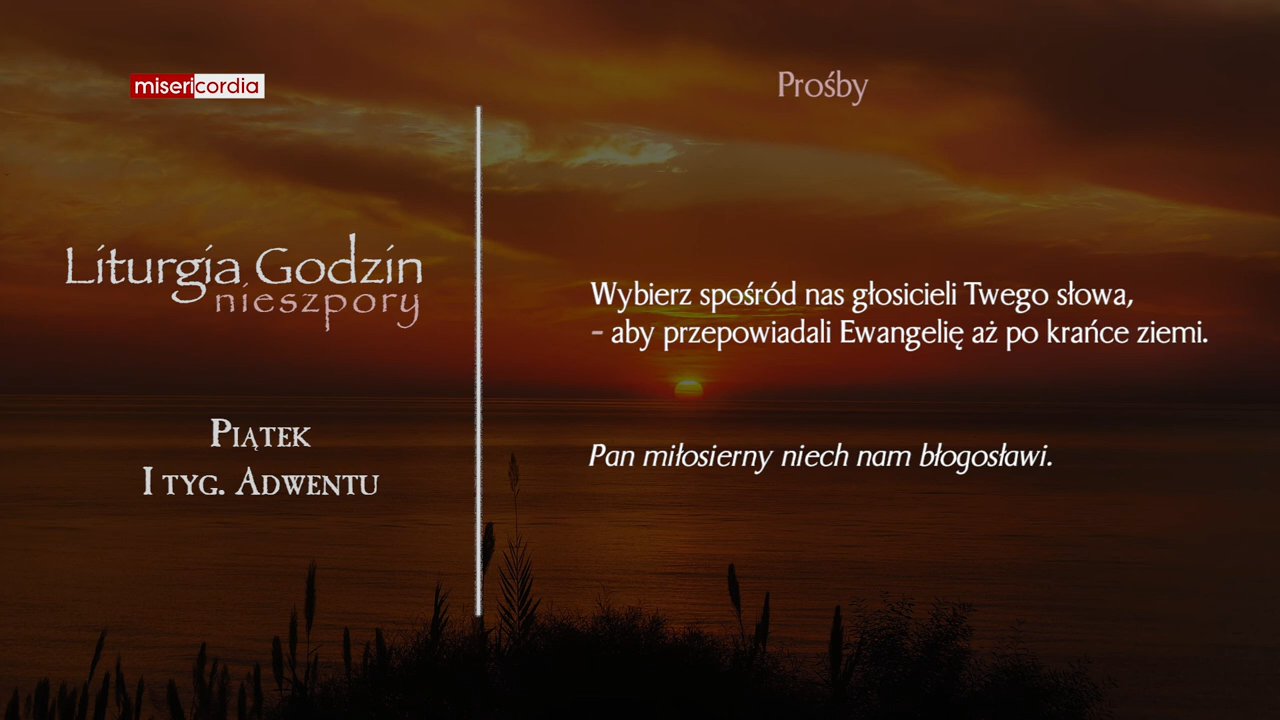 misericordia
Prośby
Liturgia Godzin
nieszpory
Piątek
I tyg. Adwentu
Wybierz spośród nas głosicieli Twego słowa,
- aby przepowiadali Ewangelię aż po krańce ziemi.
Pan miłosierny niech nam błogosławi.